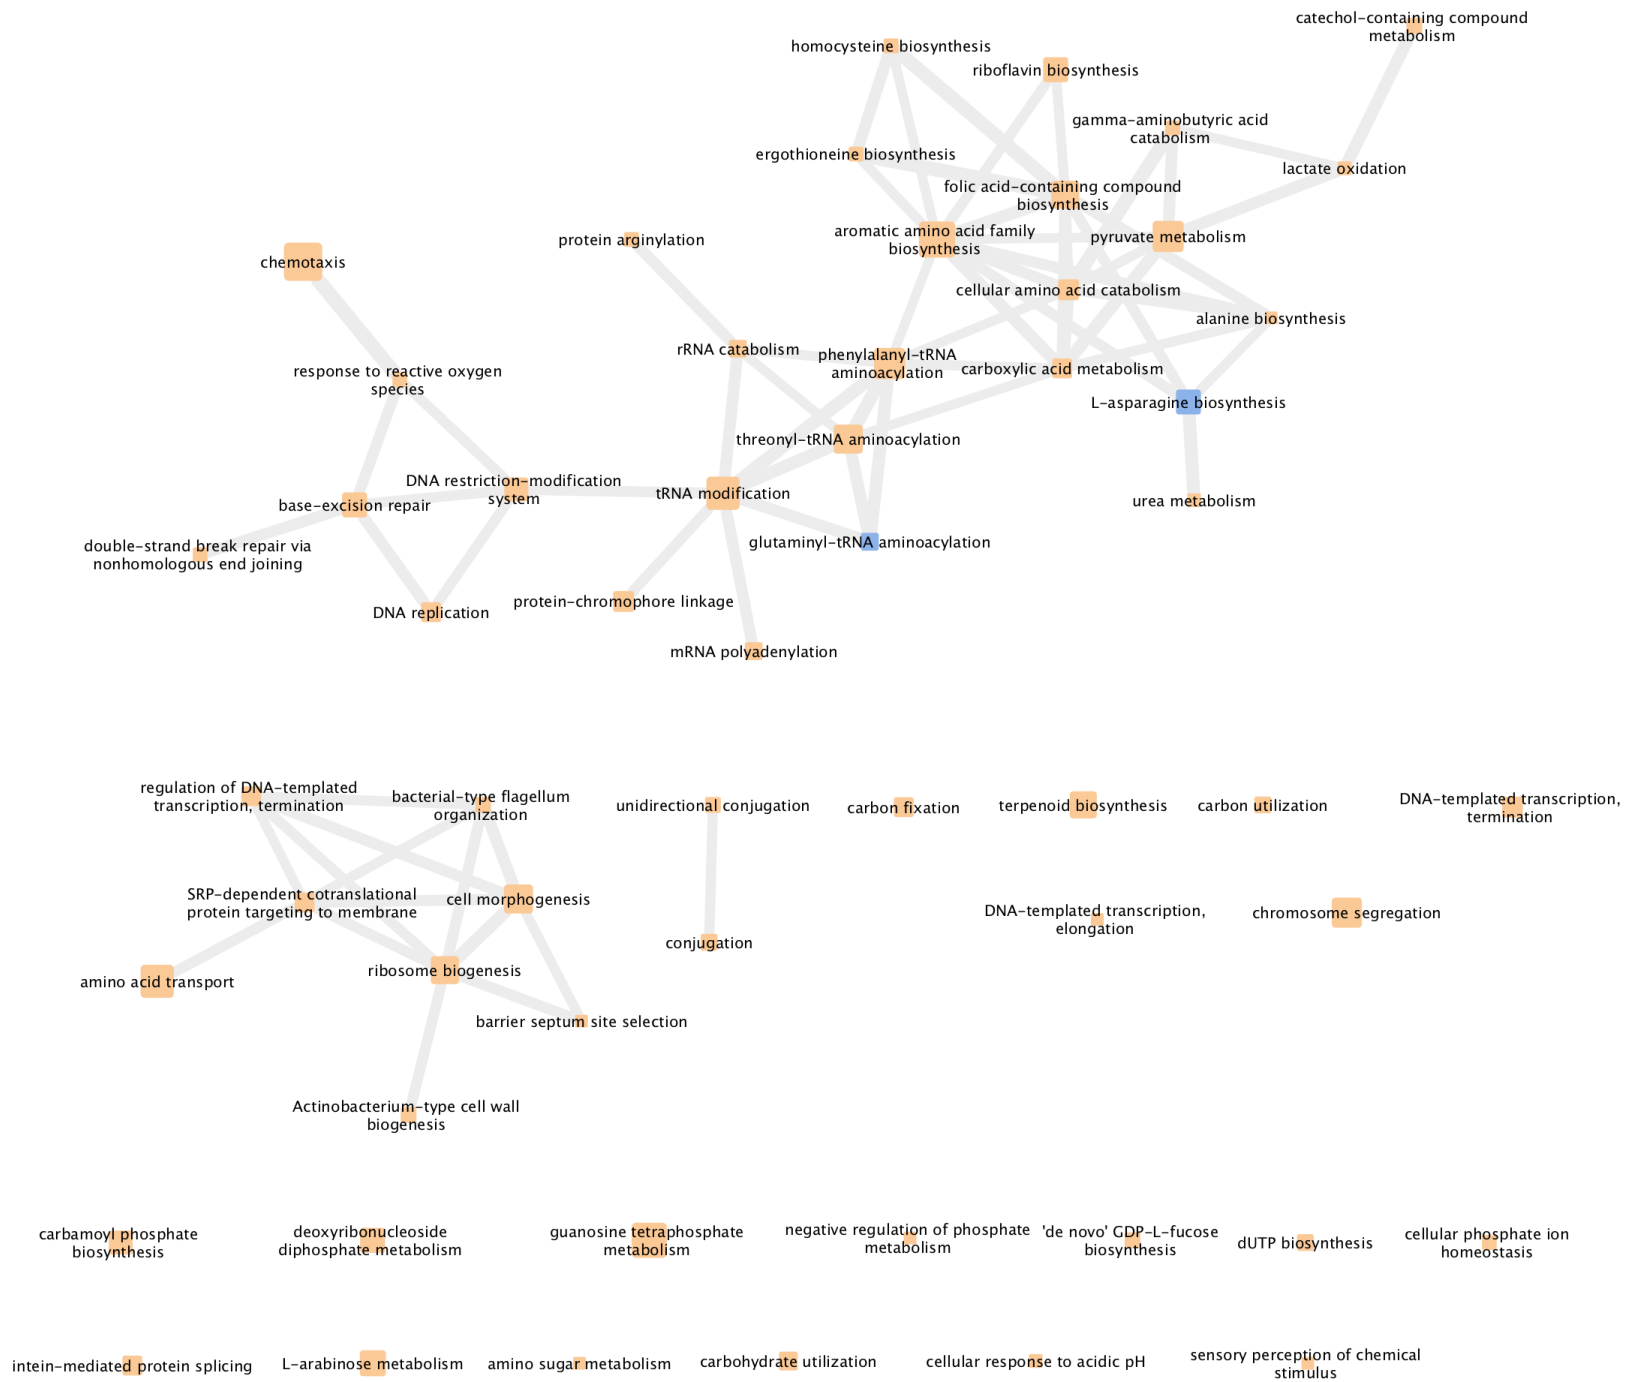 catechol-containing compound
metabolism
homocysteine biosynthesis
riboflavin biosynthesis
gamma-aminobutyric acid
catabolism
ergothioneine biosynthesis
lactate oxidation
folic acid-containing compound
biosynthesis
aromatic amino acid family
biosynthesis
pyruvate metabolism
protein arginylation
chemotaxis
cellular amino acid catabolism
alanine biosynthesis
rRNA catabolism
phenylalanyl-tRNA
aminoacylation
carboxylic acid metabolism
response to reactive oxygen
species
L-asparagine biosynthesis
threonyl-tRNA aminoacylation
DNA restriction-modification
system
tRNA modification
base-excision repair
urea metabolism
glutaminyl-tRNA aminoacylation
double-strand break repair via
nonhomologous end joining
DNA replication
protein-chromophore linkage
mRNA polyadenylation
regulation of DNA-templated
transcription, termination
bacterial-type flagellum
organization
unidirectional conjugation
carbon fixation
terpenoid biosynthesis
carbon utilization
DNA-templated transcription,
termination
SRP-dependent cotranslational
protein targeting to membrane
cell morphogenesis
DNA-templated transcription,
elongation
chromosome segregation
conjugation
ribosome biogenesis
amino acid transport
barrier septum site selection
Actinobacterium-type cell wall
biogenesis
carbamoyl phosphate
biosynthesis
deoxyribonucleoside
diphosphate metabolism
guanosine tetraphosphate
metabolism
negative regulation of phosphate
metabolism
'de novo' GDP-L-fucose
biosynthesis
dUTP biosynthesis
cellular phosphate ion
homeostasis
intein-mediated protein splicing
L-arabinose metabolism
amino sugar metabolism
carbohydrate utilization
cellular response to acidic pH
sensory perception of chemical
stimulus